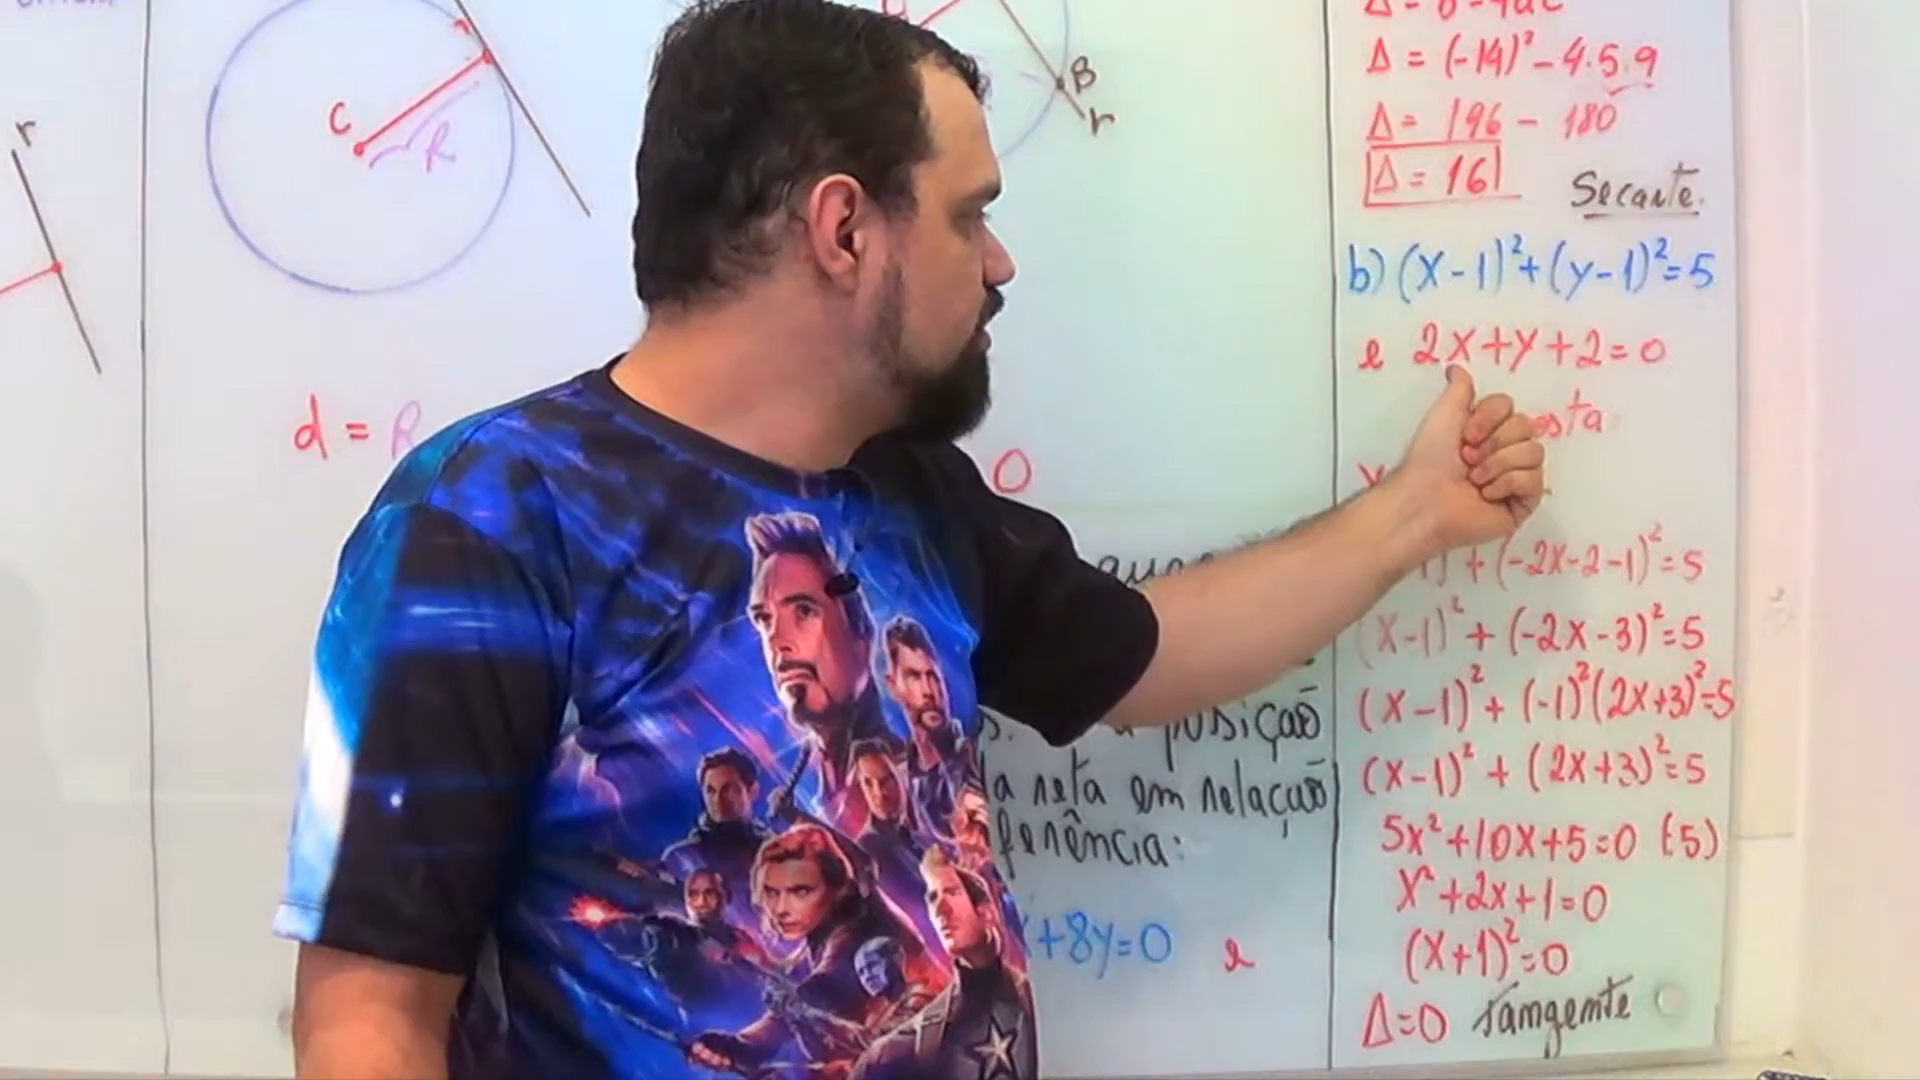 r
C
R
d = R
B
r
0
posição
la reta em relação
ferência:
x+8y=0 e
Δ = (-14)² - 4.5.9
Δ = 196 - 180
Δ = 16
Secante.
b) (x-1)²+(y-1)²=5
e 2x+y+2=0
+(-2x-2-1)²=5
(x-1)²+(-2x-3)²=5
(x-1)²+(-1)²(2x+3)²=5
(x-1)²+(2x+3)²=5
5x²+10x+5=0 (:5)
x²+2x+1=0
(x+1)²=0
Δ=0 Tangente